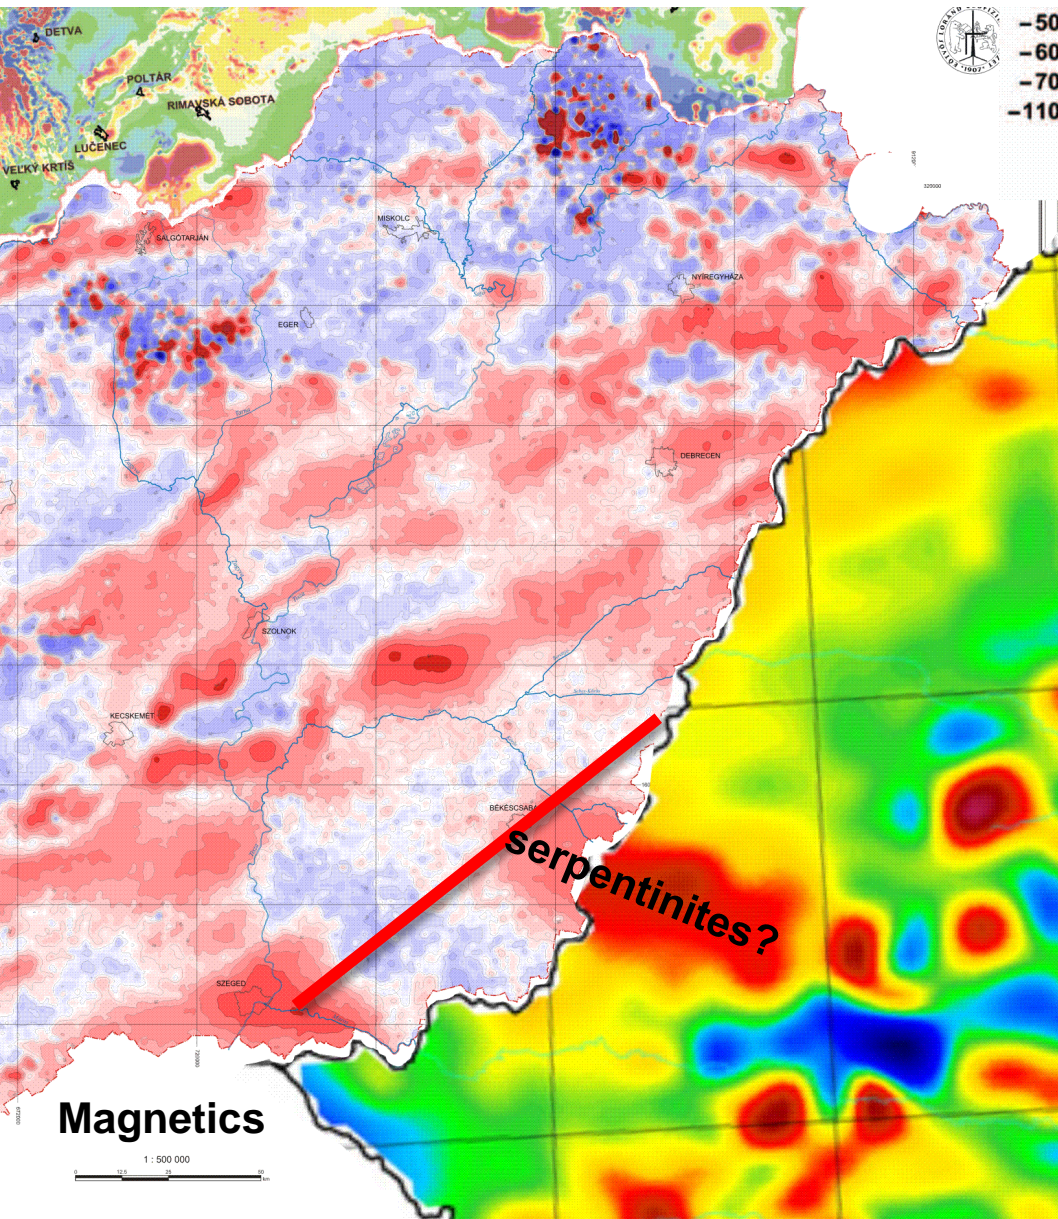 DETVA
POLTÁR
RIMAVSKÁ SOBOTA
LUČENEC
VEĽKÝ KRTÍŠ
-50
-60
-70
-110
320000
MISKOLC
SALGÓTARJÁN
NYÍREGYHÁZA
EGER
DEBRECEN
SZOLNOK
KECSKEMÉT
BÉKÉSCSABA
serpentinites?
SZEGED
Magnetics
1 : 500 000
0 12.5 25 50 km